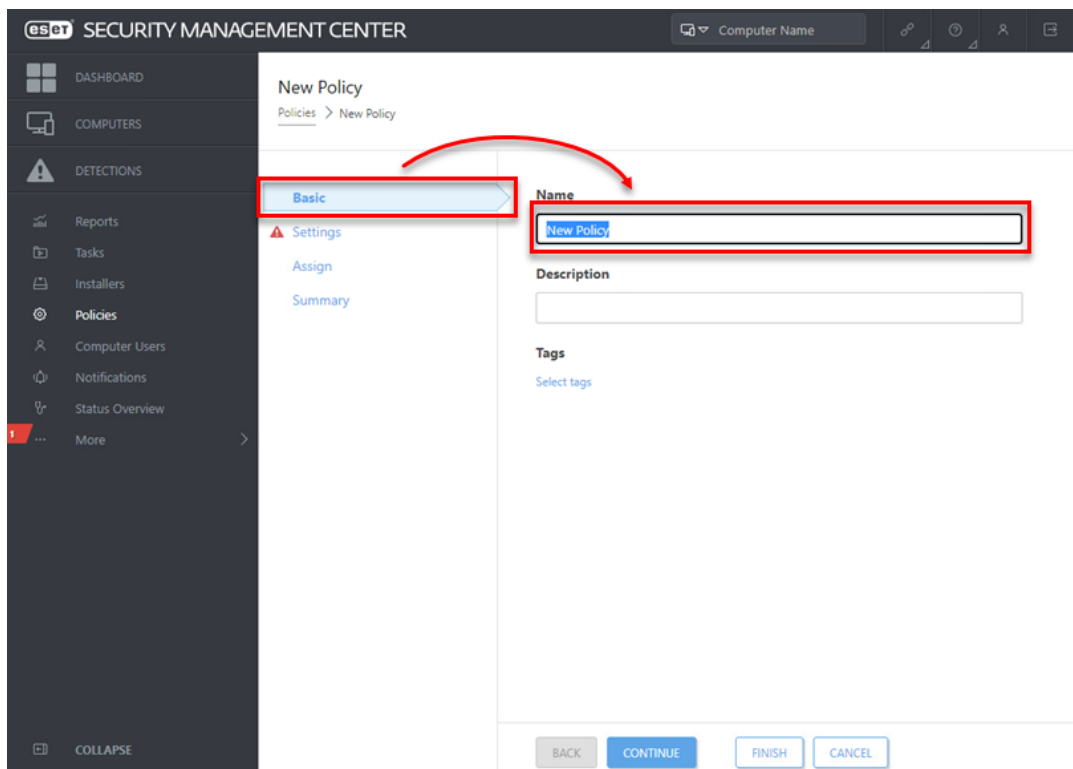 eset SECURITY MANAGEMENT CENTER
Computer Name
DASHBOARD
COMPUTERS
DETECTIONS
Reports
Tasks
Installers
Policies
Computer Users
Notifications
Status Overview
1
More
COLLAPSE
New Policy
Policies > New Policy
Basic
Settings
Assign
Summary
Name
New Policy
Description
Tags
Select tags
BACK CONTINUE FINISH CANCEL